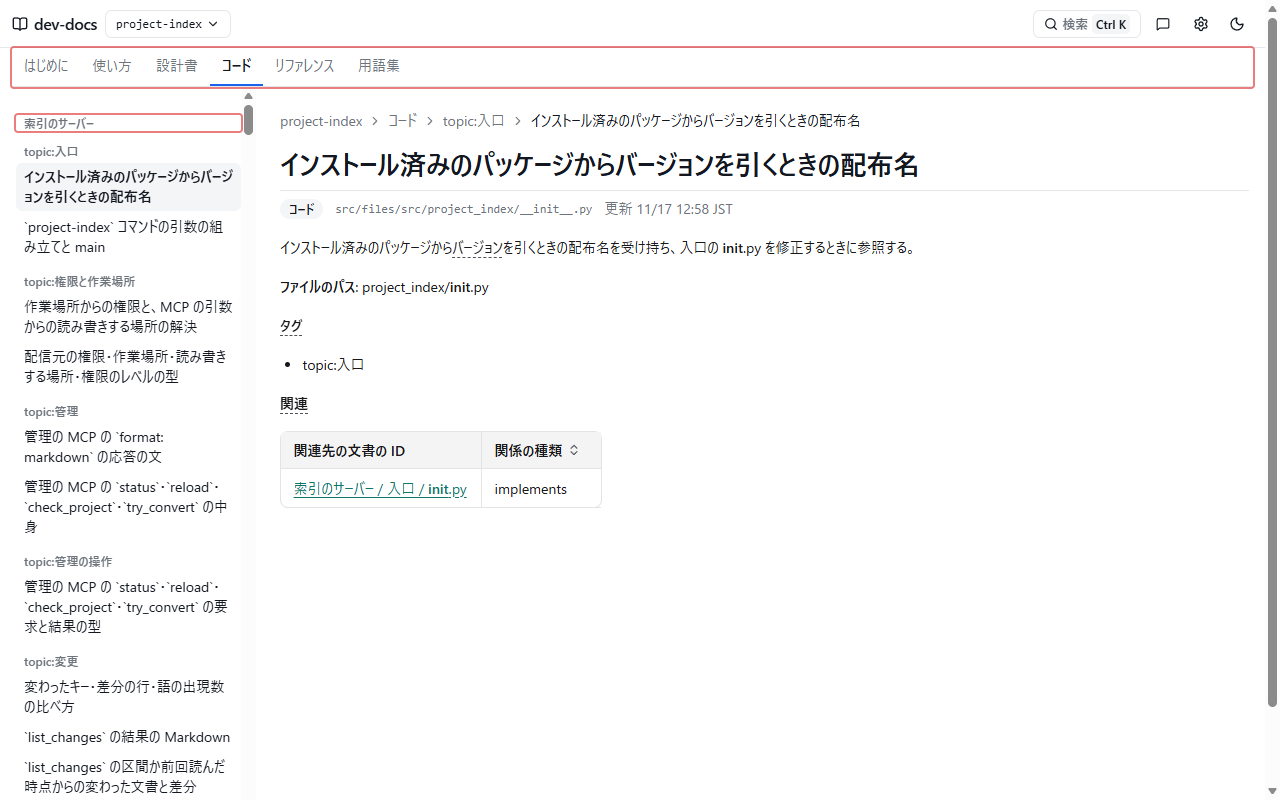 dev-docs
project-index
検索 Ctrl K
はじめに 使い方 設計書 コード リファレンス 用語集
索引のサーバー
topic:入口
インストール済みのパッケージからバージ
ョンを引くときの配布名
`project-index` コマンドの引数の組
み立てと main
topic:権限と作業場所
作業場所からの権限と、MCP の引数
からの読み書きする場所の解決
配信元の権限・作業場所・読み書き
する場所・権限のレベルの型
topic:管理
管理の MCP の `format:
markdown` の応答の文
管理の MCP の `status`・`reload`・
`check_project`・`try_convert` の中
身
topic:管理の操作
管理の MCP の `status`・`reload`・
`check_project`・`try_convert` の要
求と結果の型
topic:変更
変わったキー・差分の行・語の出現数
の比べ方
`list_changes` の結果の Markdown
`list_changes` の区間か前回読んだ
時点からの変わった文書と差分
project-index > コード > topic:入口 > インストール済みのパッケージからバージョンを引くときの配布名
インストール済みのパッケージからバージョンを引くときの配布名
コード src/files/src/project_index/__init__.py 更新 11/17 12:58 JST
インストール済みのパッケージからバージョンを引くときの配布名を受け持ち、入口の init.py を修正するときに参照する。
ファイルのパス: project_index/init.py
タグ
• topic:入口
関連
関連先の文書の ID 関係の種類
索引のサーバー / 入口 / init.py implements